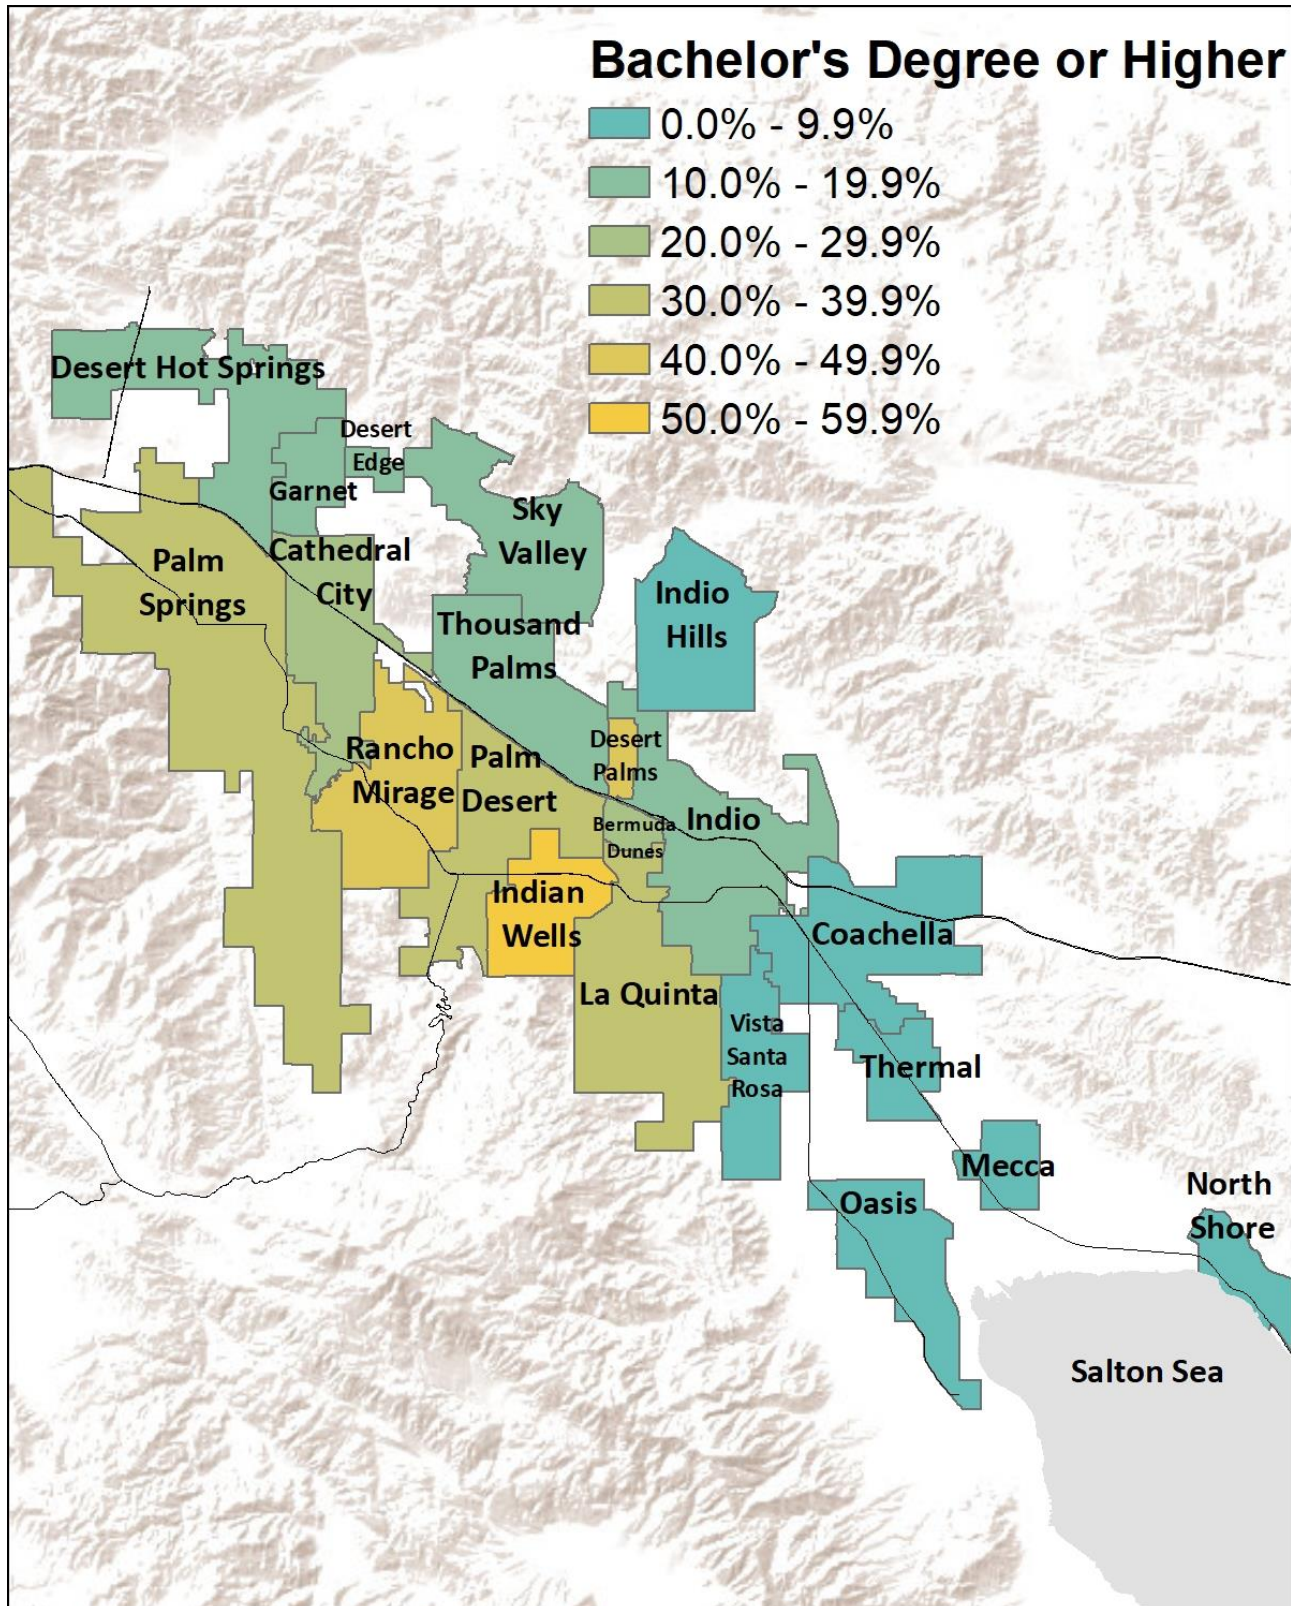 Bachelor's Degree or Higher
0.0% - 9.9%
10.0% - 19.9%
20.0% - 29.9%
30.0% - 39.9%
40.0% - 49.9%
50.0% - 59.9%
Desert Hot Springs
Desert
Edge
Garnet
Sky
Valley
Cathedral
City
Palm
Springs
Indio
Hills
Thousand
Palms
Rancho
Mirage
Palm
Desert
Desert
Palms
Bermuda
Dunes
Indio
Indian
Wells
Coachella
La Quinta
Vista
Santa
Rosa
Thermal
Mecca
Oasis
North
Shore
Salton Sea